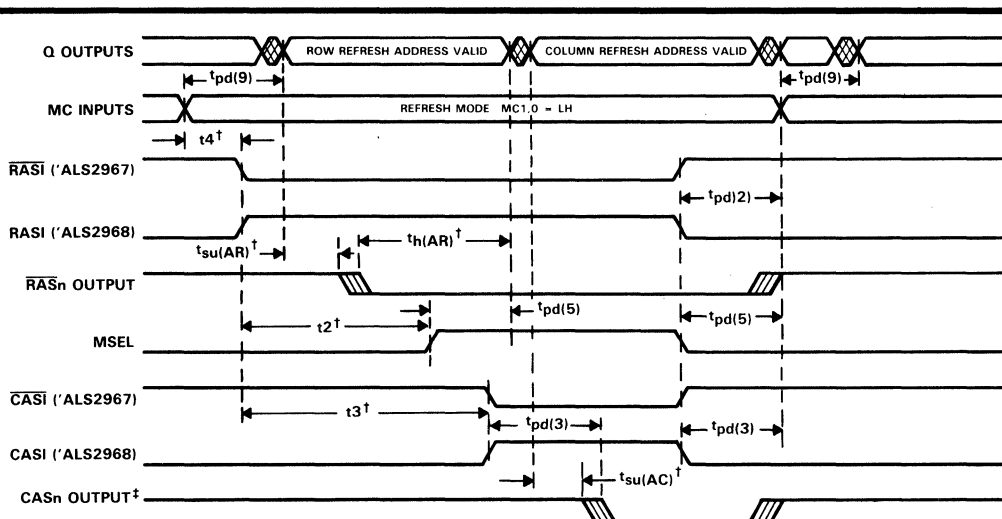 Q OUTPUTS
ROW REFRESH ADDRESS VALID
COLUMN REFRESH ADDRESS VALID
tpd(9)
tpd(9)
MC INPUTS
REFRESH MODE MC1,0 = LH
t4†
RASI ('ALS2967)
tpd(2)
RASI ('ALS2968)
tsu(AR)†
th(AR)†
RASn OUTPUT
t2†
tpd(5)
tpd(5)
MSEL
CASI ('ALS2967)
t3†
tpd(3)
tpd(3)
CASI ('ALS2968)
tsu(AC)†
CASn OUTPUT‡